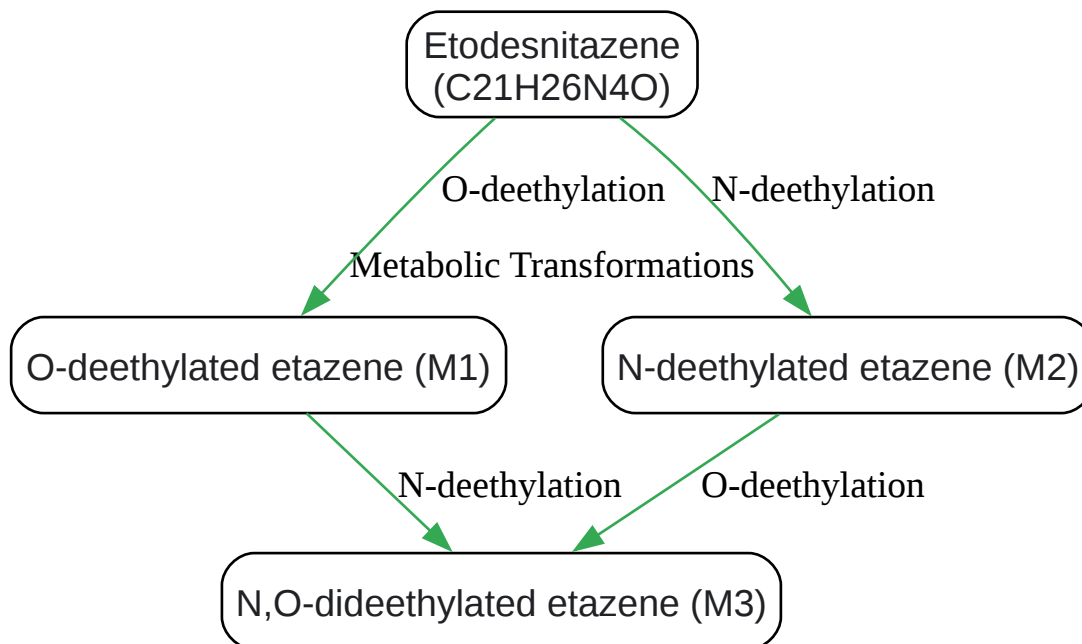 Etodesnitazene
(C21H26N4O)
O-deethylation
N-deethylation
Metabolic Transformations
O-deethylated etazene (M1)
N-deethylated etazene (M2)
N-deethylation
O-deethylation
N,O-dideethylated etazene (M3)